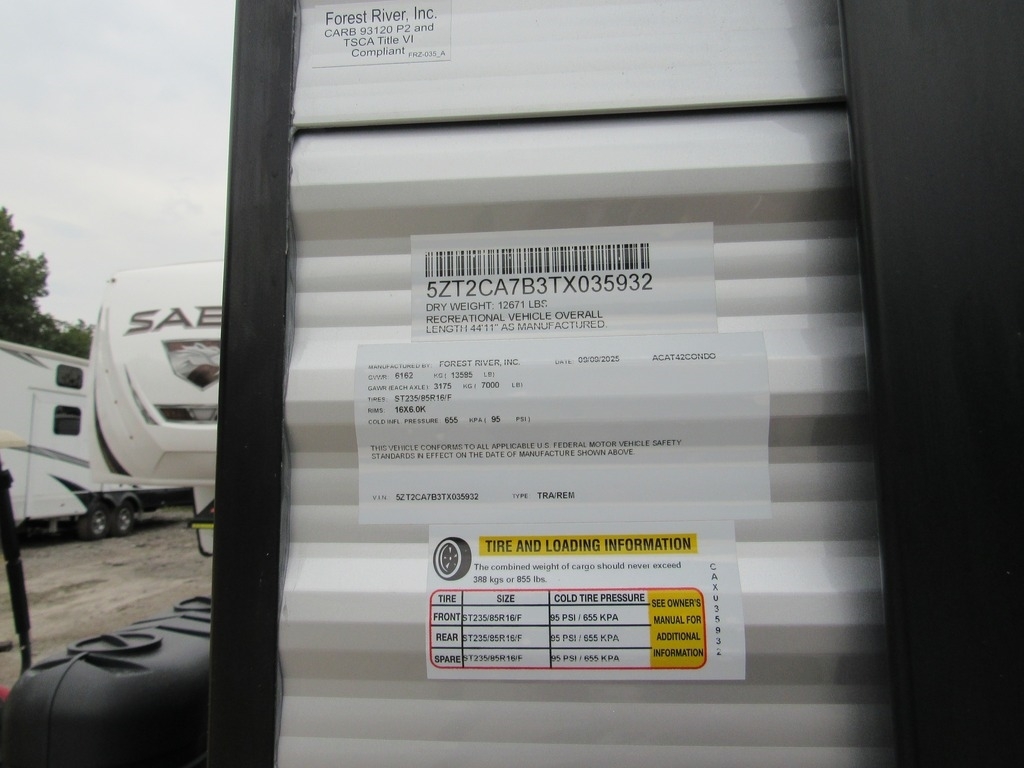 Forest River, Inc.
CARB 93120 P2 and
TSCA Title VI
Compliant FRZ-035_A
SAB
5ZT2CA7B3TX035932
DRY WEIGHT: 12671 LBS
RECREATIONAL VEHICLE OVERALL
LENGTH 44'11" AS MANUFACTURED
MANUFACTURED BY: FOREST RIVER, INC. DATE: 09/09/2025 ACAT42CONDO
GVWR: 6162 KG( 13585 LB)
GAWR (EACH AXLE) 3175 KG( 7000 LB)
TIRES: ST235/85R16/F
RIMS: 16X6.0K
COLD INFL. PRESSURE: 655 KPA( 95 PSI)
THIS VEHICLE CONFORMS TO ALL APPLICABLE U.S. FEDERAL MOTOR VEHICLE SAFETY
STANDARDS IN EFFECT ON THE DATE OF MANUFACTURE SHOWN ABOVE.
V.I.N. 5ZT2CA7B3TX035932 TYPE TRA/REM
TIRE AND LOADING INFORMATION
The combined weight of cargo should never exceed
388 kgs or 855 lbs.
TIRE SIZE COLD TIRE PRESSURE
FRONT ST235/85R16/F 95 PSI / 655 KPA
REAR ST235/85R16/F 95 PSI / 655 KPA
SPARE ST235/85R16/F 95 PSI / 655 KPA
SEE OWNER'S
MANUAL FOR
ADDITIONAL
INFORMATION
CAXU35932